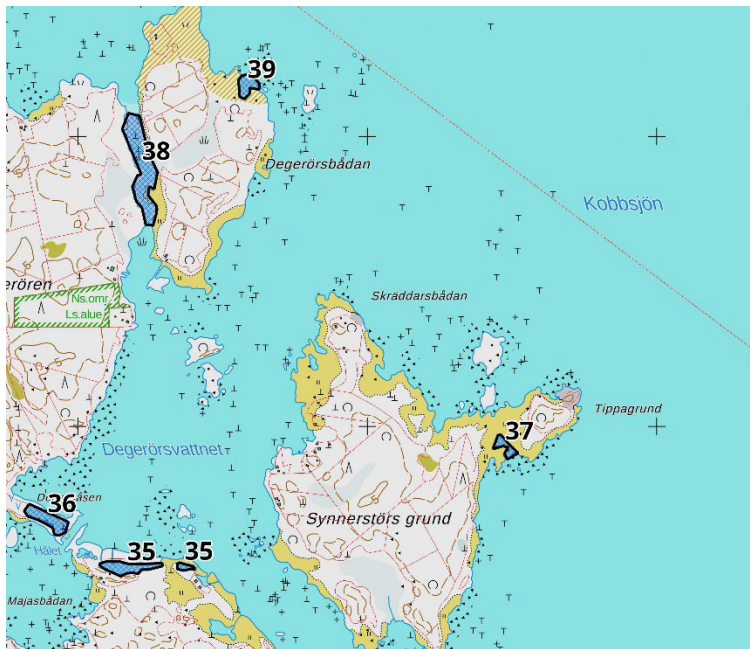 39
38
Degerörsbådan
Kobbsjön
erören
Ns.omr
Ls.alue
Skräddarsbådan
Tippagrund
37
Degerörsvattnet
36
Synnerstörs grund
Hålet
35
35
Majasbådan